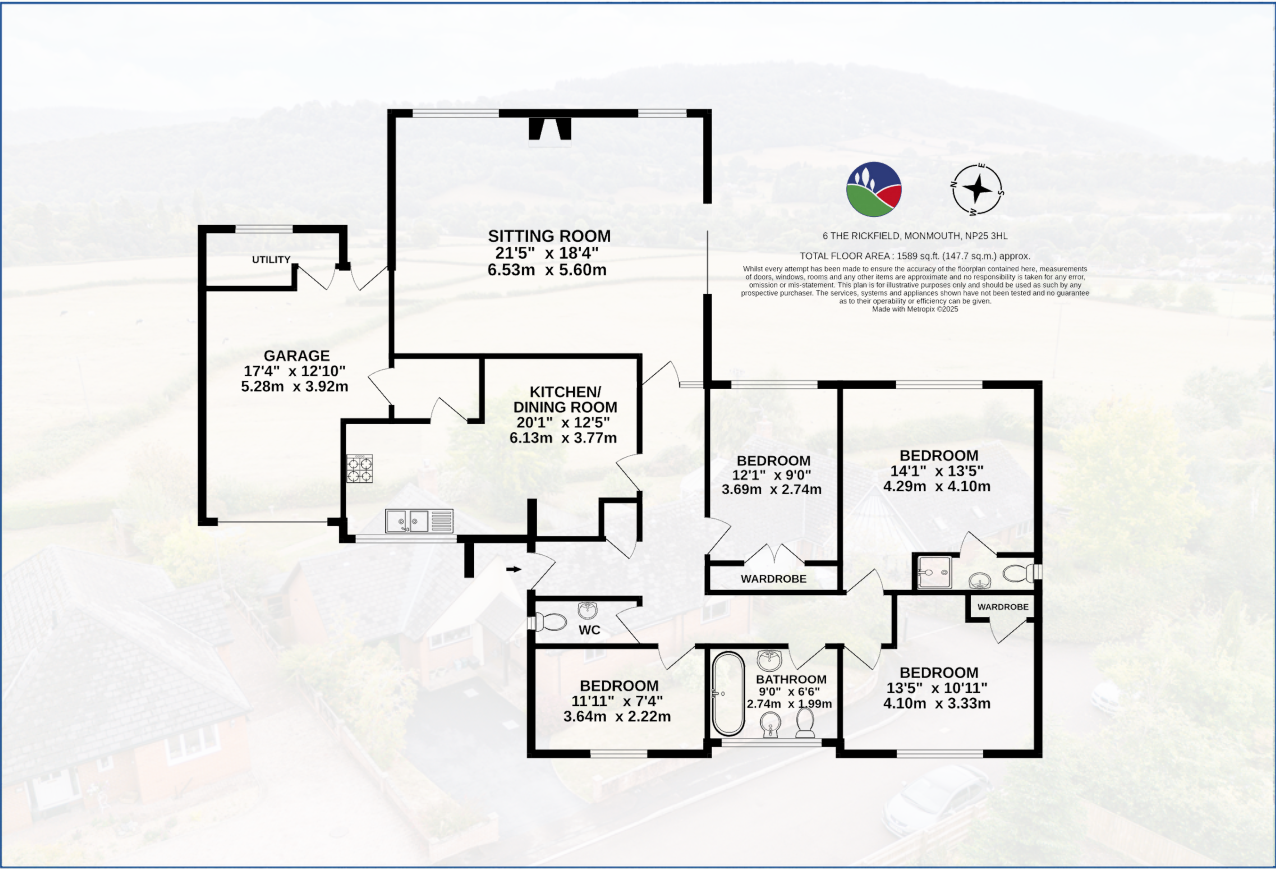 SITTING ROOM
21'5" x 18'4"
6.53m x 5.60m
UTILITY
GARAGE
17'4" x 12'10"
5.28m x 3.92m
KITCHEN/
DINING ROOM
20'1" x 12'5"
6.13m x 3.77m
BEDROOM
12'1" x 9'0"
3.69m x 2.74m
BEDROOM
14'1" x 13'5"
4.29m x 4.10m
WARDROBE
WARDROBE
WC
BEDROOM
11'11" x 7'4"
3.64m x 2.22m
BATHROOM
9'0" x 6'6"
2.74m x 1.99m
BEDROOM
13'5" x 10'11"
4.10m x 3.33m
N
E
S
W
6 THE RICKFIELD, MONMOUTH, NP25 3HL
TOTAL FLOOR AREA : 1589 sq.ft. (147.7 sq.m.) approx.
Whilst every attempt has been made to ensure the accuracy of the floorplan contained here, measurements
of doors, windows, rooms and any other items are approximate and no responsibility is taken for any error,
omission or mis-statement. This plan is for illustrative purposes only and should be used as such by any
prospective purchaser. The services, systems and appliances shown have not been tested and no guarantee
as to their operability or efficiency can be given.
Made with Metropix ©2025